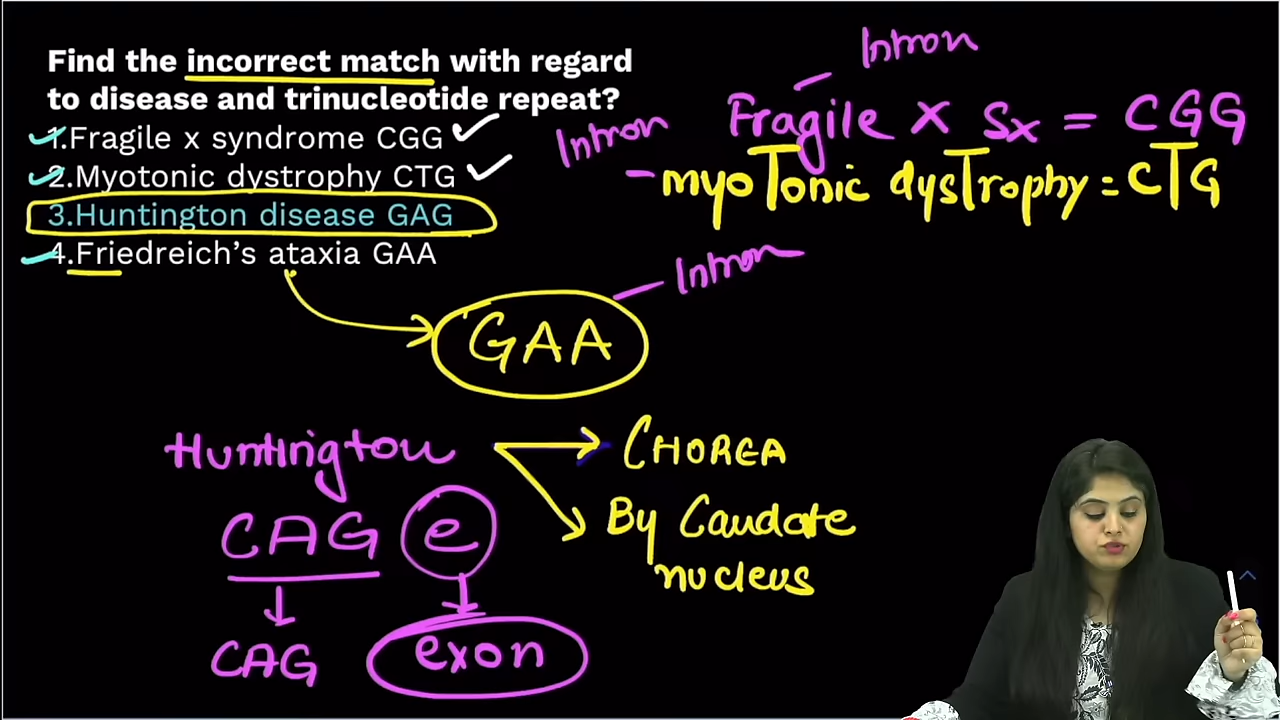 Find the incorrect match with regard
to disease and trinucleotide repeat?
1.Fragile x syndrome CGG
2.Myotonic dystrophy CTG
3.Huntington disease GAG
4.Friedreich's ataxia GAA
Intron
Fragile X Sx = CGG
Intron
myoTonic dysTrophy = CTG
Intron
GAA
Huntington
CHOREA
By Caudate
nucleus
CAG e
CAG
exon